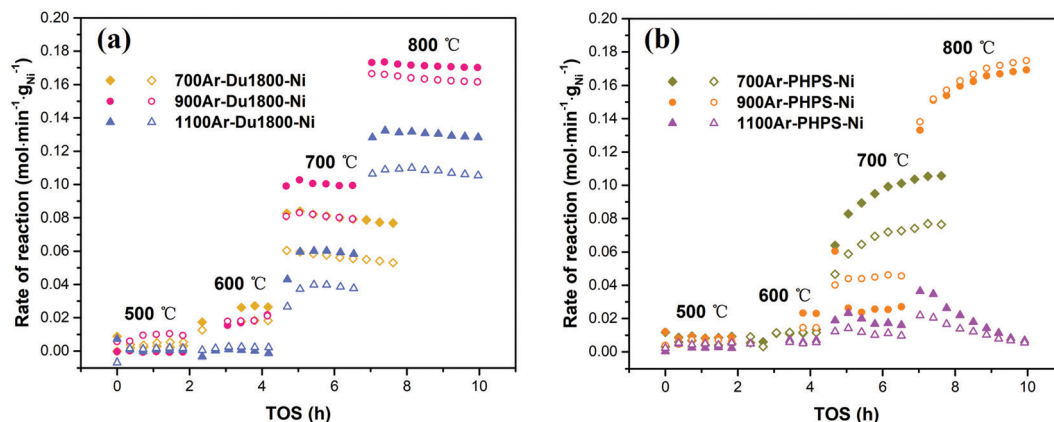 (a)
800 ℃
700Ar-Du1800-Ni
900Ar-Du1800-Ni
1100Ar-Du1800-Ni
700 ℃
600 ℃
500 ℃
Rate of reaction (mol·min⁻¹·gNi⁻¹)
0.20
0.18
0.16
0.14
0.12
0.10
0.08
0.06
0.04
0.02
0.00
0 2 4 6 8 10
TOS (h)
(b)
800 ℃
700Ar-PHPS-Ni
900Ar-PHPS-Ni
1100Ar-PHPS-Ni
700 ℃
600 ℃
500 ℃
Rate of reaction (mol·min⁻¹·gNi⁻¹)
0.20
0.18
0.16
0.14
0.12
0.10
0.08
0.06
0.04
0.02
0.00
0 2 4 6 8 10
TOS (h)